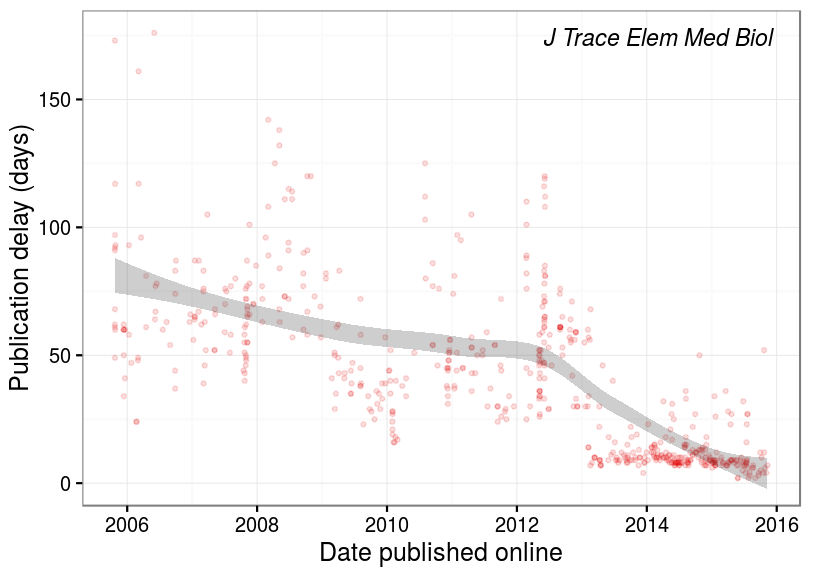 J Trace Elem Med Biol
Publication delay (days)
150
100
50
0
2006 2008 2010 2012 2014 2016
Date published online